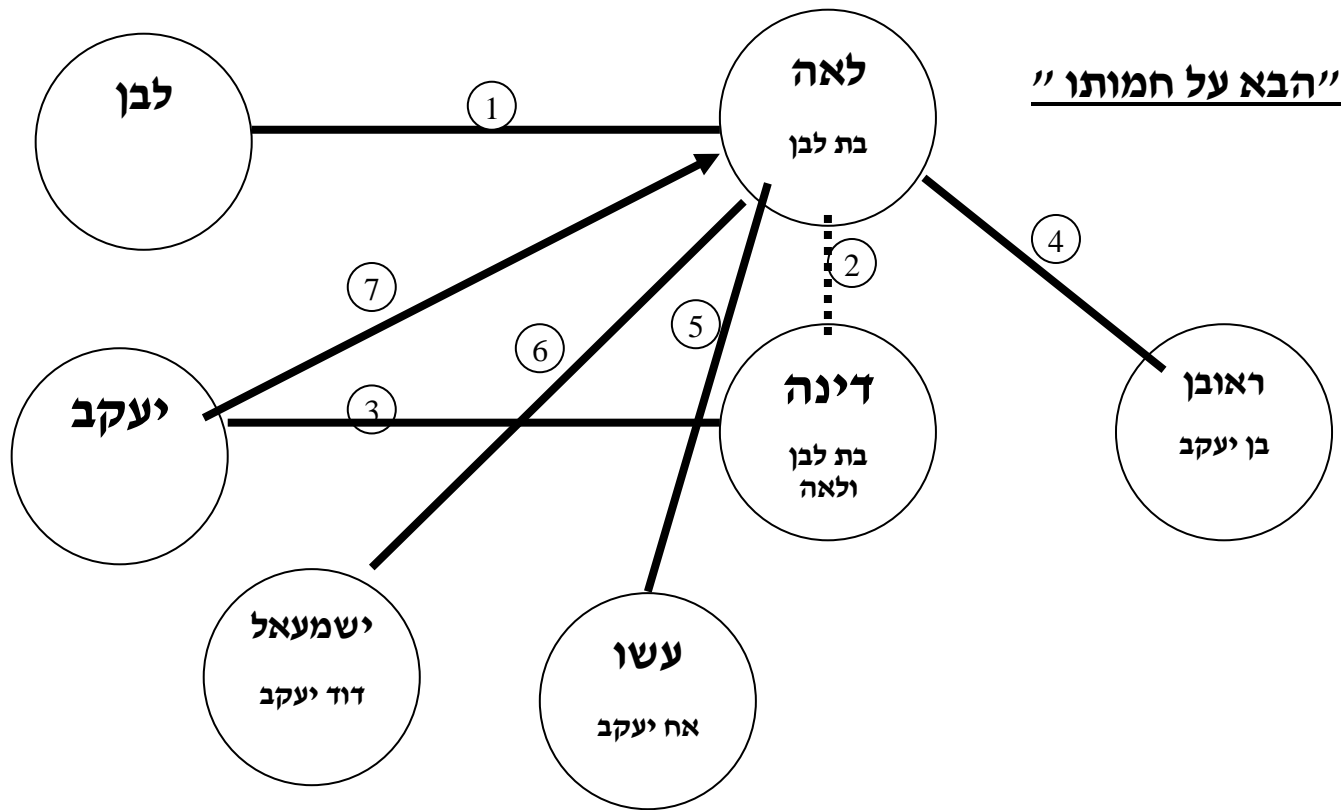 "הבא על חמותו "
לאה
בת לבן
לבן
1
2
4
7
5
6
3
יעקב
דינה
בת לבן
ולאה
ראובן
בן יעקב
ישמעאל
דוד יעקב
עשו
אח יעקב